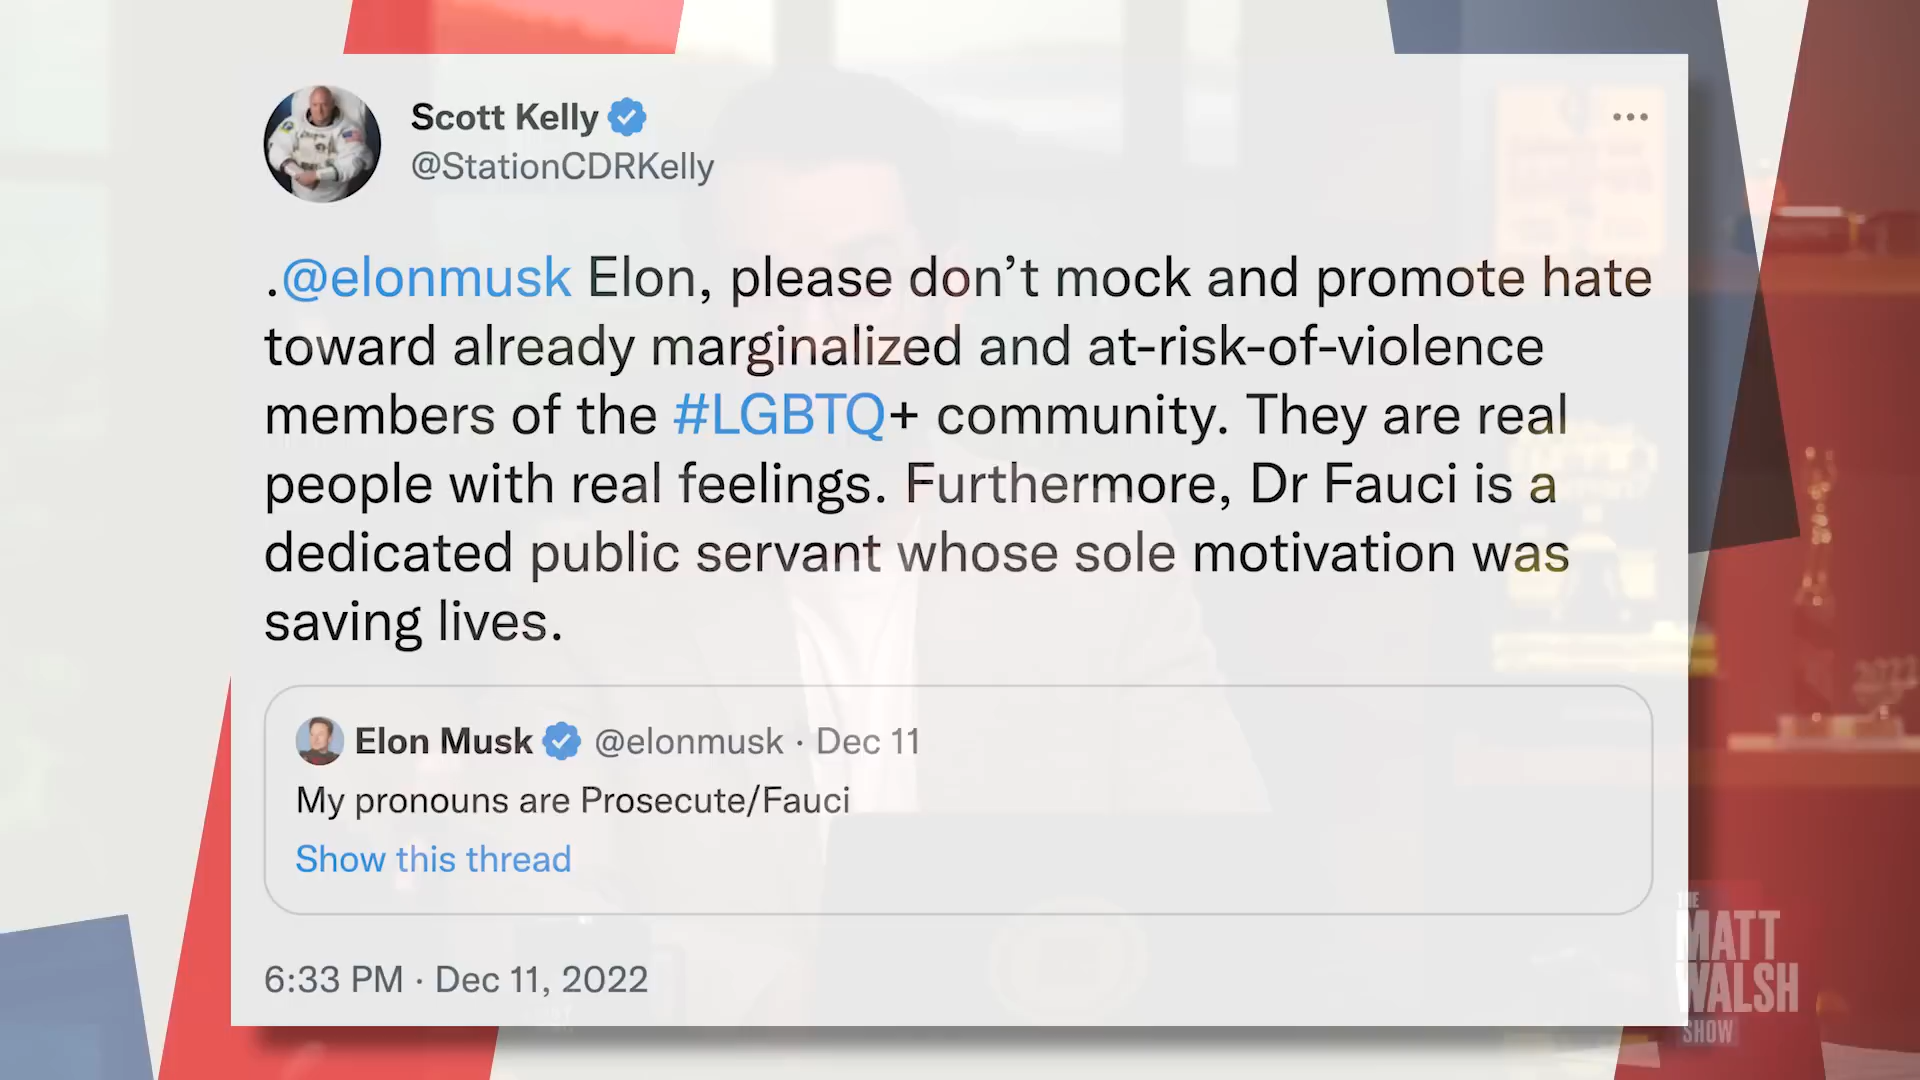 Scott Kelly
@StationCDRKelly
.@elonmusk Elon, please don’t mock and promote hate
toward already marginalized and at-risk-of-violence
members of the #LGBTQ+ community. They are real
people with real feelings. Furthermore, Dr Fauci is a
dedicated public servant whose sole motivation was
saving lives.
Elon Musk @elonmusk · Dec 11
My pronouns are Prosecute/Fauci
Show this thread
6:33 PM · Dec 11, 2022
2022
THE
MATT
WALSH
SHOW